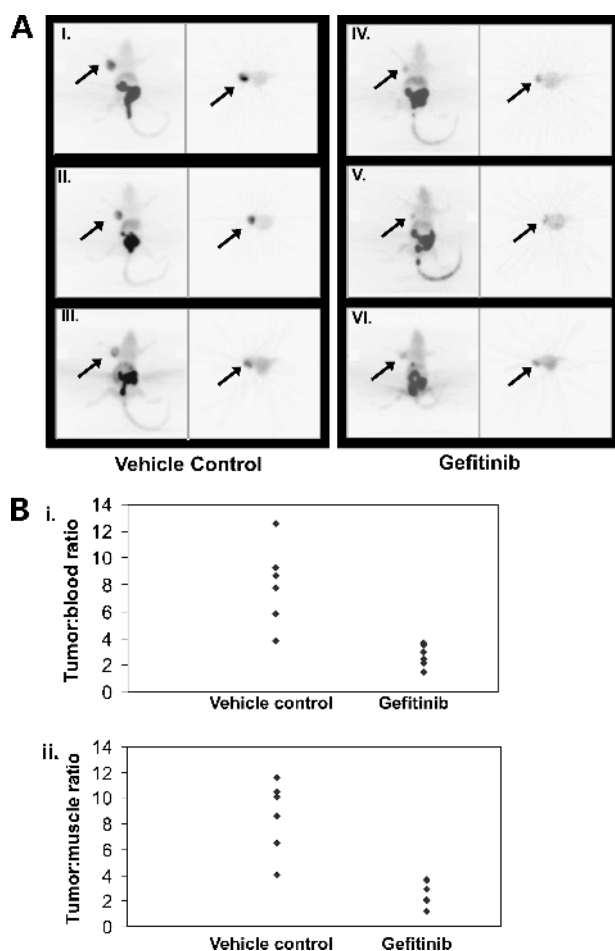 A
I.
IV.
II.
V.
III.
VI.
Vehicle Control
Gefitinib
B
i.
Tumor:blood ratio
14
12
10
8
6
4
2
0
Vehicle control
Gefitinib
ii.
Tumor:muscle ratio
14
12
10
8
6
4
2
0
Vehicle control
Gefitinib